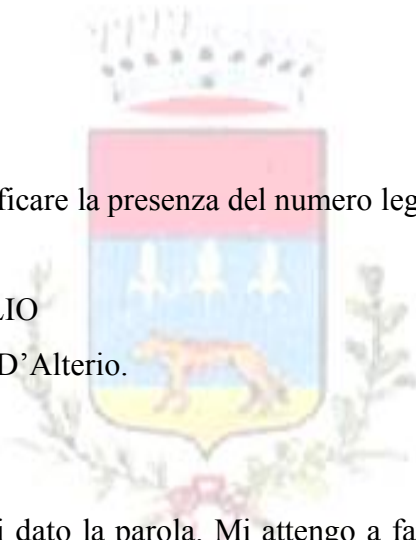 ficare la presenza del numero leg
LIO
D’Alterio.
i dato la parola. Mi attengo a fa